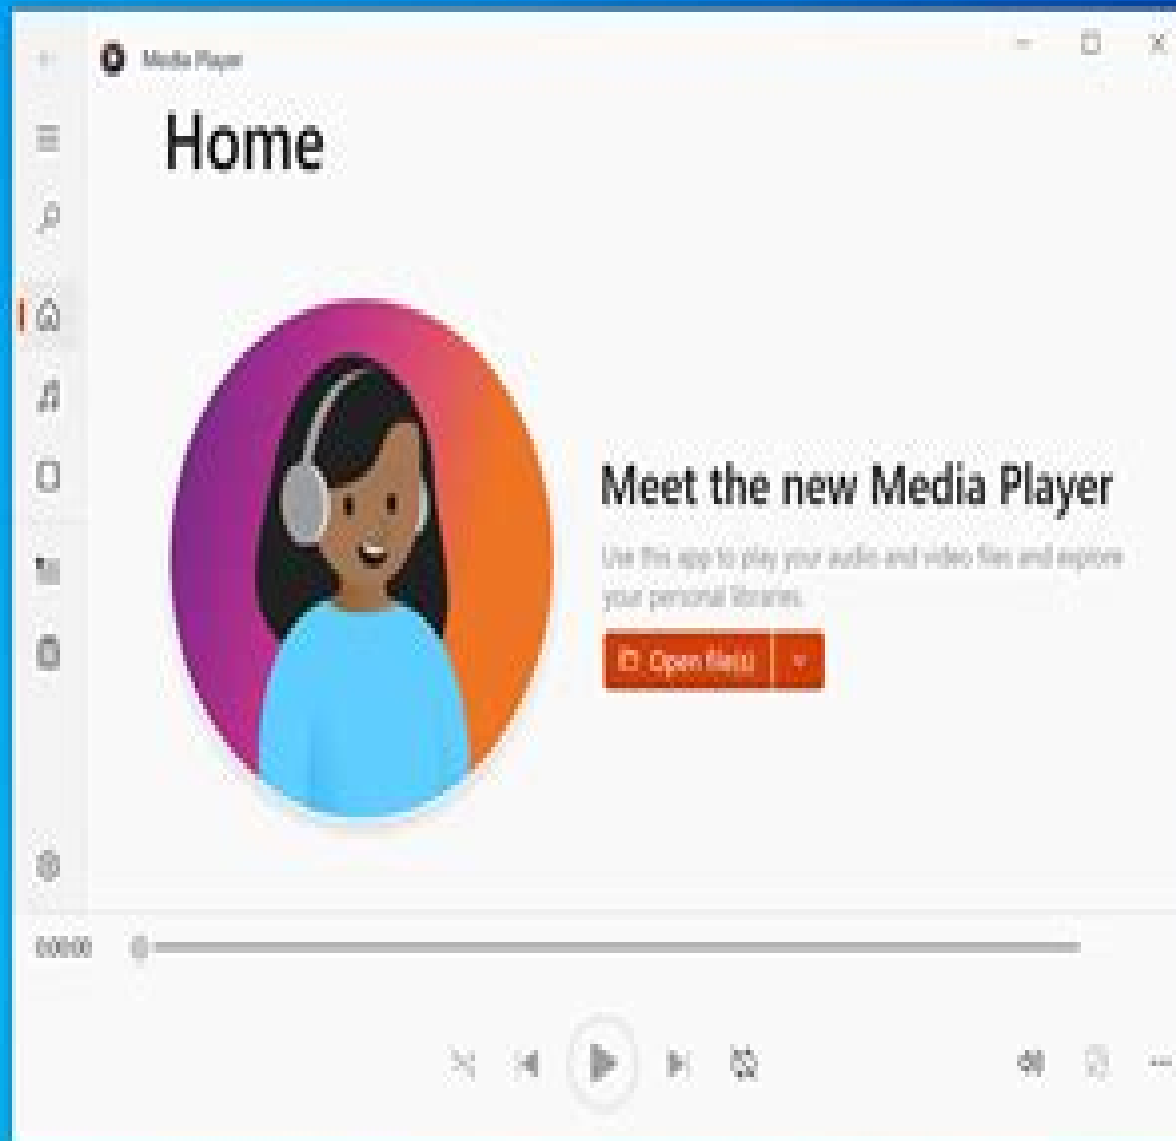 Media Player
Home
Meet the new Media Player
Use this app to play your audio and video files and explore
your personal libraries.
Open file(s)
0:00:00